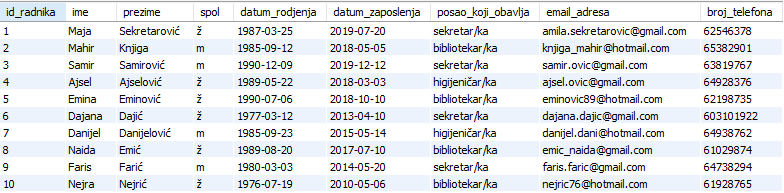 id_radnika ime prezime spol datum_rodjenja datum_zaposlenja posao_koji_obavlja email_adresa broj_telefona
1 Maja Sekretarović ž 1987-03-25 2019-07-20 sekretar/ka amila.sekretarovic@gmail.com 62546378
2 Mahir Knjiga m 1985-09-12 2018-05-05 bibliotekar/ka knjiga_mahir@hotmail.com 65382901
3 Samir Samirović m 1990-12-09 2019-12-12 sekretar/ka samir.ovic@gmail.com 63819767
4 Ajsel Ajselović ž 1989-05-22 2018-03-03 higijeničar/ka ajsel.ovic@gmail.com 64928376
5 Emina Eminović ž 1990-07-06 2018-10-10 bibliotekar/ka eminovic89@hotmail.com 62198735
6 Dajana Dajić ž 1977-03-12 2013-04-10 sekretar/ka dajana.dajic@gmail.com 603101922
7 Danijel Danijelović m 1985-09-23 2015-05-14 higijeničar/ka danijel.dani@hotmail.com 64938762
8 Naida Emić ž 1989-08-20 2017-07-10 bibliotekar/ka emic_naida@gmail.com 61029874
9 Faris Farić m 1980-03-03 2014-05-20 sekretar/ka faris.faric@gmail.com 64738294
10 Nejra Nejrić ž 1976-07-19 2010-05-06 bibliotekar/ka nejric76@hotmail.com 61928765